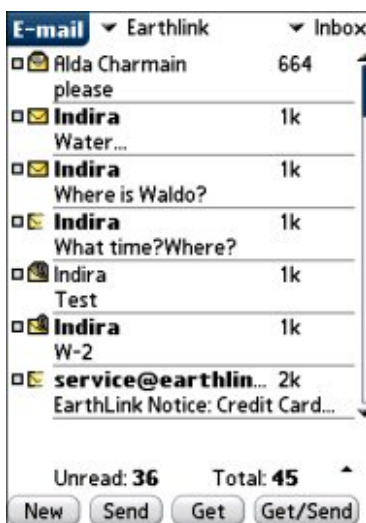 E-mail Earthlink Inbox
Alda Charmain 664
please
Indira 1k
Water...
Indira 1k
Where is Waldo?
Indira 1k
What time?Where?
Indira 1k
Test
Indira 1k
W-2
service@earthlin... 2k
EarthLink Notice: Credit Card...
Unread: 36 Total: 45
New Send Get Get/Send